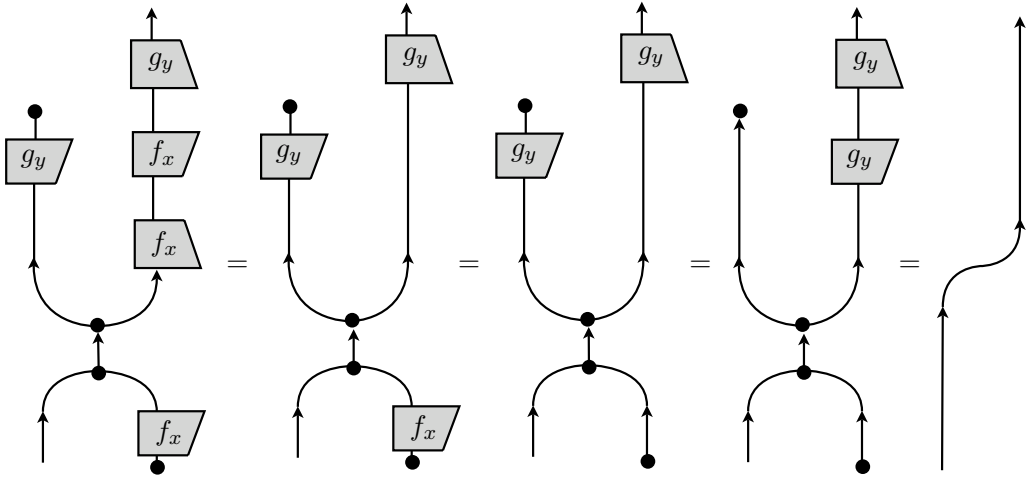 g_y g_y g_y g_y
g_y f_x g_y g_y g_y
f_x
= = = =
f_x f_x